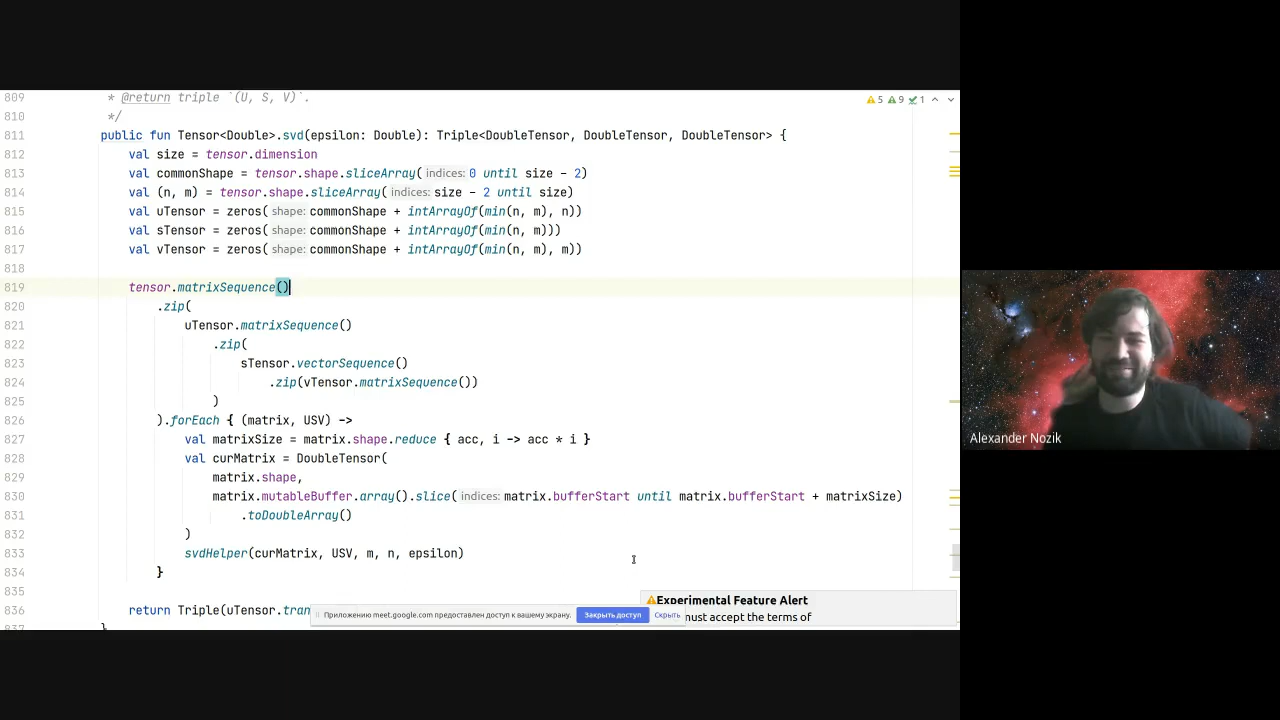 809 * @return triple `(U, S, V)`.
810 */
811 public fun Tensor<Double>.svd(epsilon: Double): Triple<DoubleTensor, DoubleTensor, DoubleTensor> {
812 val size = tensor.dimension
813 val commonShape = tensor.shape.sliceArray( indices: 0 until size - 2)
814 val (n, m) = tensor.shape.sliceArray( indices: size - 2 until size)
815 val uTensor = zeros( shape: commonShape + intArrayOf(min(n, m), n))
816 val sTensor = zeros( shape: commonShape + intArrayOf(min(n, m)))
817 val vTensor = zeros( shape: commonShape + intArrayOf(min(n, m), m))
818
819 tensor.matrixSequence()
820 .zip(
821 uTensor.matrixSequence()
822 .zip(
823 sTensor.vectorSequence()
824 .zip(vTensor.matrixSequence())
825 )
826 ).forEach { (matrix, USV) ->
827 val matrixSize = matrix.shape.reduce { acc, i -> acc * i }
828 val curMatrix = DoubleTensor(
829 matrix.shape,
830 matrix.mutableBuffer.array().slice( indices: matrix.bufferStart until matrix.bufferStart + matrixSize)
831 .toDoubleArray()
832 )
833 svdHelper(curMatrix, USV, m, n, epsilon)
834 }
835
836 return Triple(uTensor.tran
837 }
5 9 1
Experimental Feature Alert
must accept the terms of
Приложению meet.google.com предоставлен доступ к вашему экрану. Закрыть доступ Скрыть
Alexander Nozik